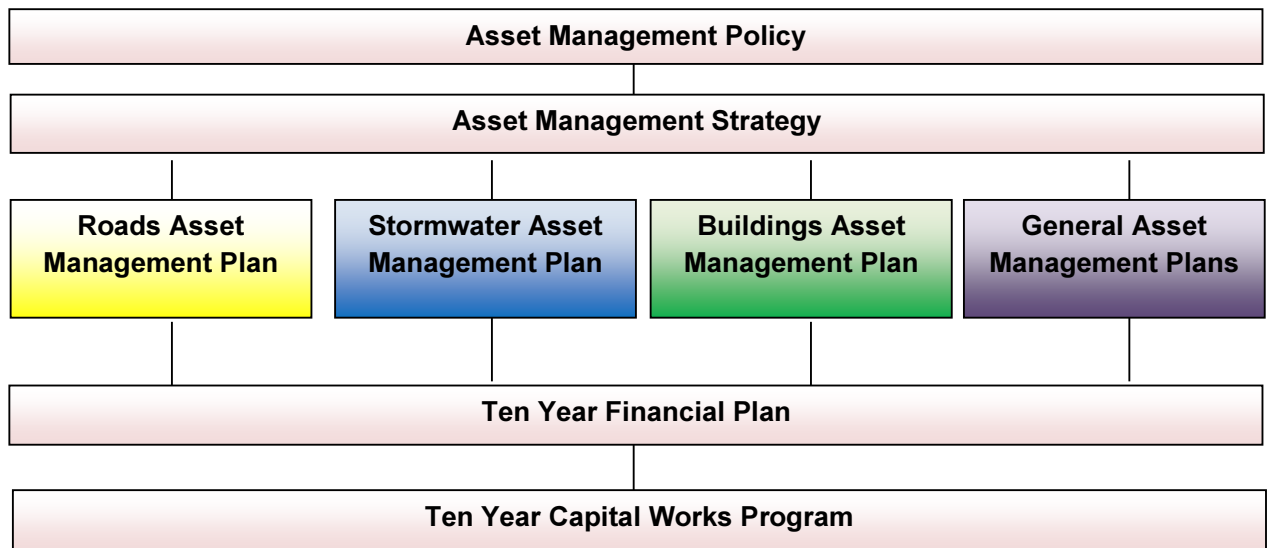 Asset Management Policy
Asset Management Strategy
Roads Asset
Management Plan
Stormwater Asset
Management Plan
Buildings Asset
Management Plan
General Asset
Management Plans
Ten Year Financial Plan
Ten Year Capital Works Program